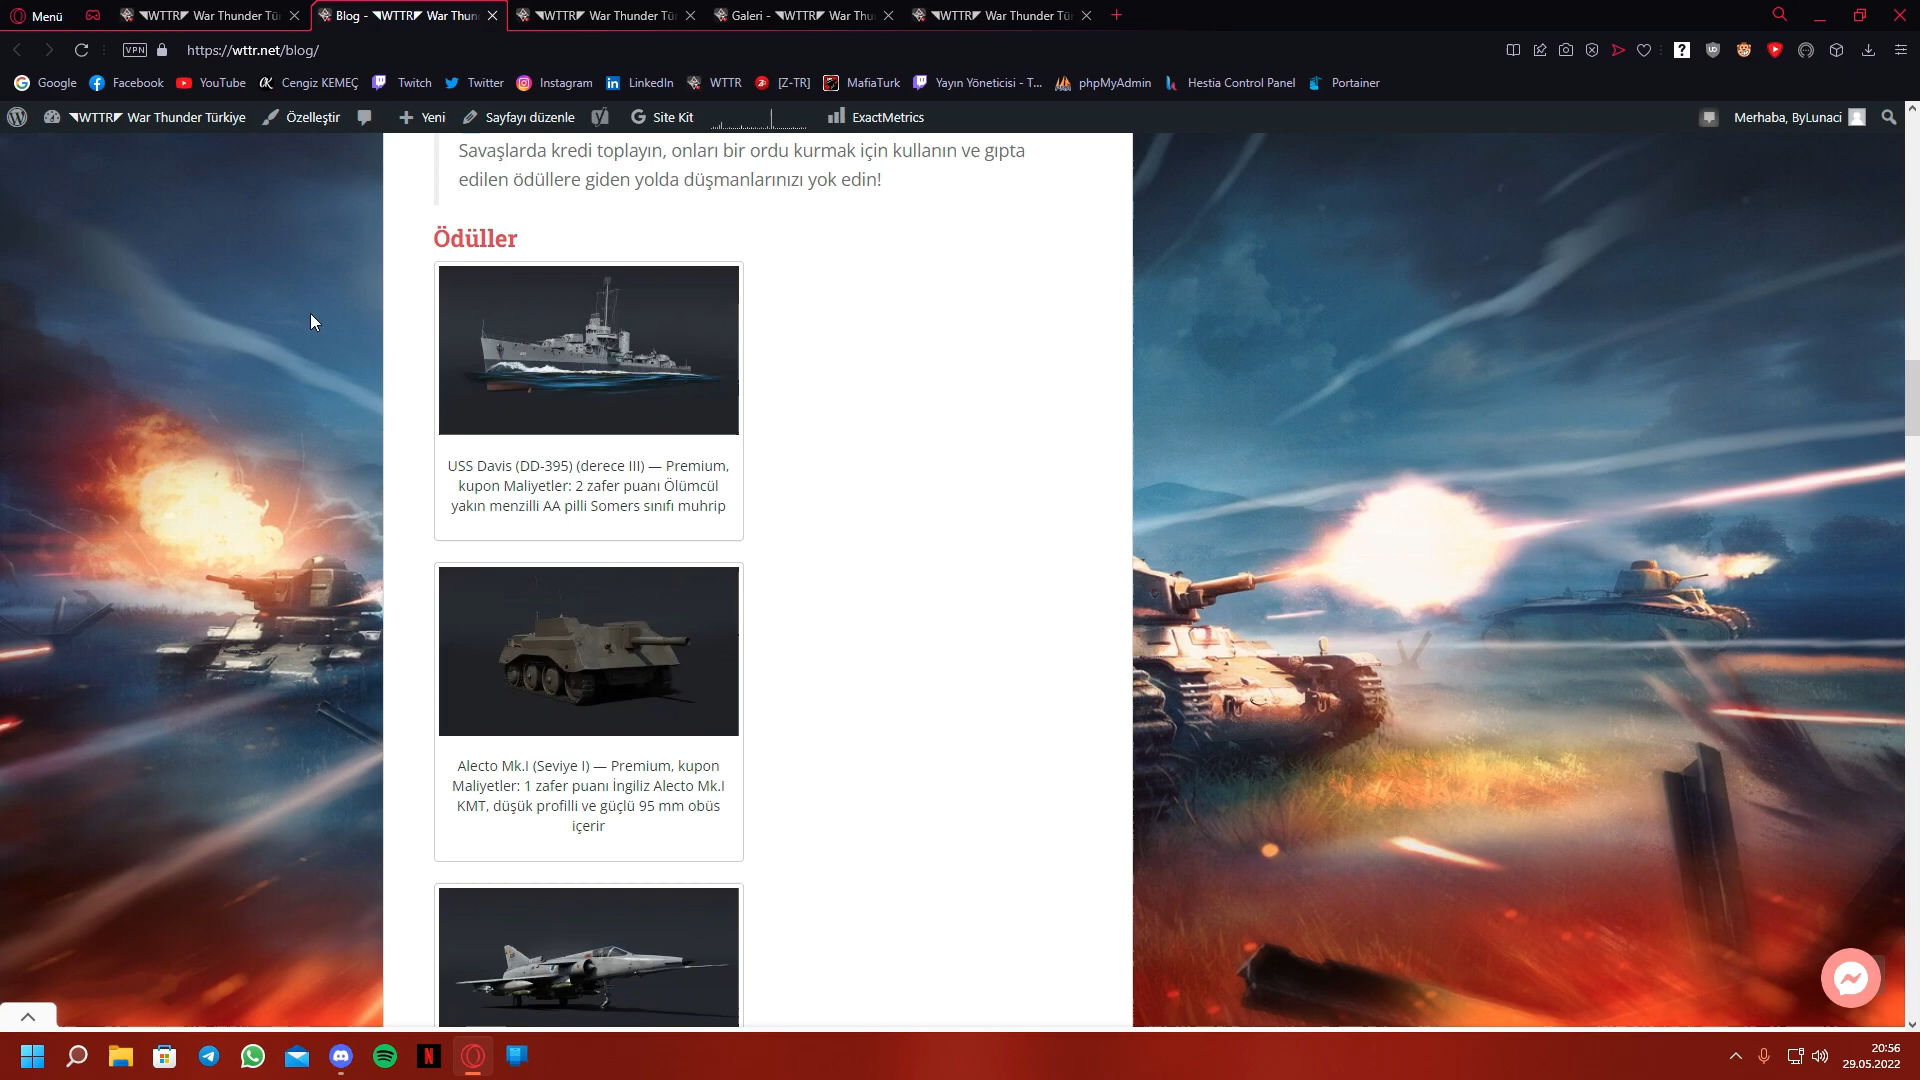 Menü
◥WTTR◤ War Thunder Tür
Blog - ◥WTTR◤ War Thun
◥WTTR◤ War Thunder Tür
Galeri - ◥WTTR◤ War Thu
◥WTTR◤ War Thunder Tür
VPN
https://wttr.net/blog/
Google
Facebook
YouTube
Cengiz KEMEÇ
Twitch
Twitter
Instagram
LinkedIn
WTTR
[Z-TR]
MafiaTurk
Yayın Yöneticisi - T...
phpMyAdmin
Hestia Control Panel
Portainer
◥WTTR◤ War Thunder Türkiye
Özelleştir
Yeni
Sayfayı düzenle
Site Kit
ExactMetrics
Merhaba, ByLunaci
Savaşlarda kredi toplayın, onları bir ordu kurmak için kullanın ve gıpta
edilen ödüllere giden yolda düşmanlarınızı yok edin!
Ödüller
USS Davis (DD-395) (derece III) — Premium,
kupon Maliyetler: 2 zafer puanı Ölümcül
yakın menzilli AA pilli Somers sınıfı muhrip
Alecto Mk.I (Seviye I) — Premium, kupon
Maliyetler: 1 zafer puanı İngiliz Alecto Mk.I
KMT, düşük profilli ve güçlü 95 mm obüs
içerir
20:56
29.05.2022